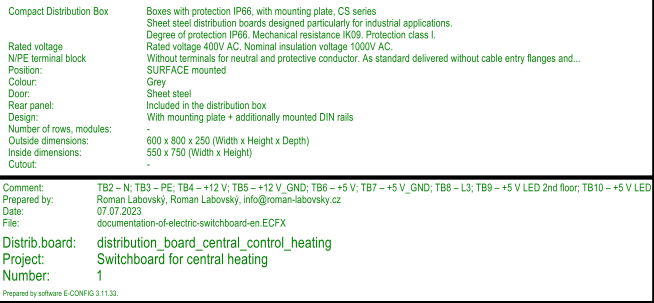 Compact Distribution Box Boxes with protection IP66, with mounting plate, CS series
Sheet steel distribution boards designed particularly for industrial applications.
Degree of protection IP66. Mechanical resistance IK09. Protection class I.
Rated voltage Rated voltage 400V AC. Nominal insulation voltage 1000V AC.
N/PE terminal block Without terminals for neutral and protective conductor. As standard delivered without cable entry flanges and...
Position: SURFACE mounted
Colour: Grey
Door: Sheet steel
Rear panel: Included in the distribution box
Design: With mounting plate + additionally mounted DIN rails
Number of rows, modules: -
Outside dimensions: 600 x 800 x 250 (Width x Height x Depth)
Inside dimensions: 550 x 750 (Width x Height)
Cutout: -
Comment: TB2 – N; TB3 – PE; TB4 – +12 V; TB5 – +12 V_GND; TB6 – +5 V; TB7 – +5 V_GND; TB8 – L3; TB9 – +5 V LED 2nd floor; TB10 – +5 V LED
Prepared by: Roman Labovský, Roman Labovský, info@roman-labovsky.cz
Date: 07.07.2023
File: documentation-of-electric-switchboard-en.ECFX
Distrib.board: distribution_board_central_control_heating
Project: Switchboard for central heating
Number: 1
Prepared by software E-CONFIG 3.11.33.